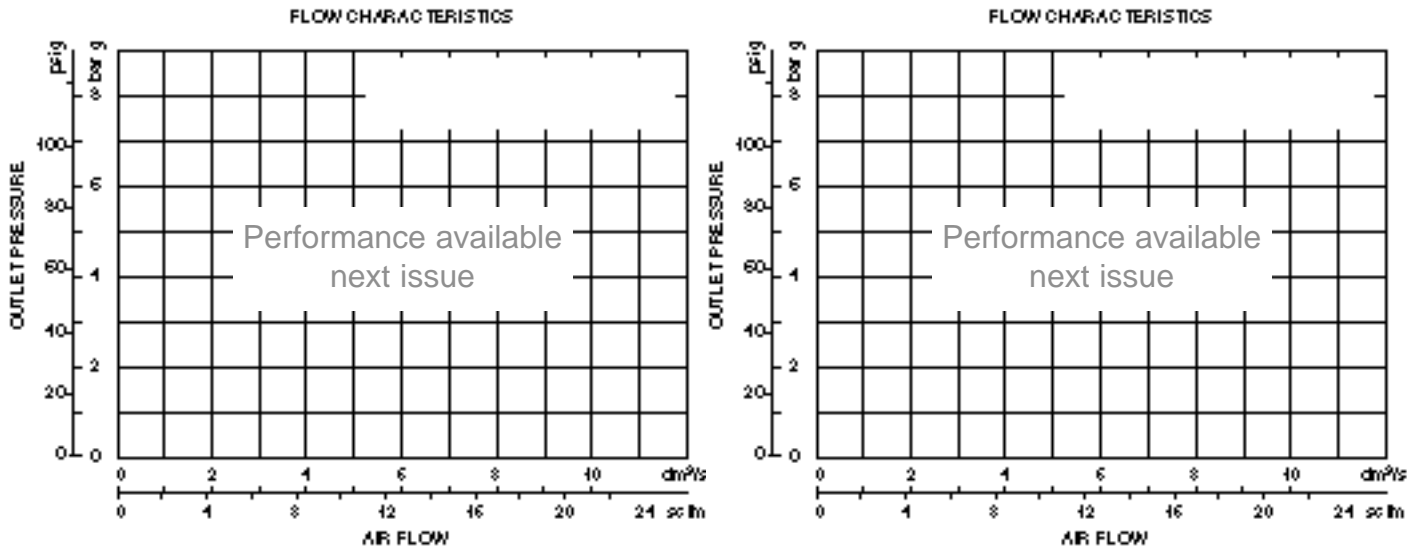 FLOW CHARACTERISTICS
psig
bar g
8
100
6
80
60
4
40
2
20
0 0
OUTLET PRESSURE
Performance available
next issue
0 2 4 6 8 10 dm³/s
0 4 8 12 16 20 24 scfm
AIR FLOW
FLOW CHARACTERISTICS
psig
bar g
8
100
6
80
60
4
40
2
20
0 0
OUTLET PRESSURE
Performance available
next issue
0 2 4 6 8 10 dm³/s
0 4 8 12 16 20 24 scfm
AIR FLOW